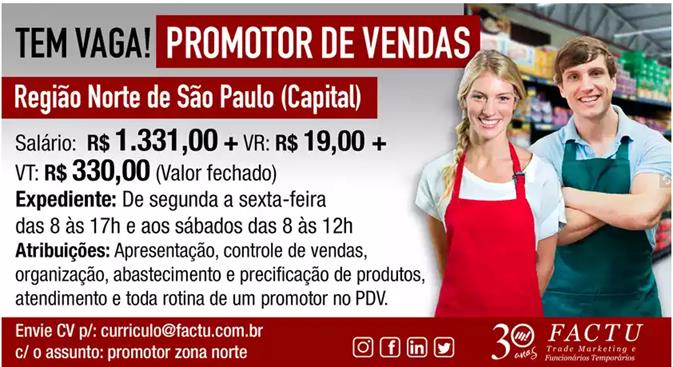 TEM VAGA! PROMOTOR DE VENDAS
Região Norte de São Paulo (Capital)
Salário: R$ 1.331,00 + VR: R$ 19,00 +
VT: R$ 330,00 (Valor fechado)
Expediente: De segunda a sexta-feira
das 8 às 17h e aos sábados das 8 às 12h
Atribuições: Apresentação, controle de vendas,
organização, abastecimento e precificação de produtos,
atendimento e toda rotina de um promotor no PDV.
Envie CV p/: curriculo@factu.com.br
c/ o assunto: promotor zona norte
30 anos
FACTU
Trade Marketing e
Funcionários Temporários